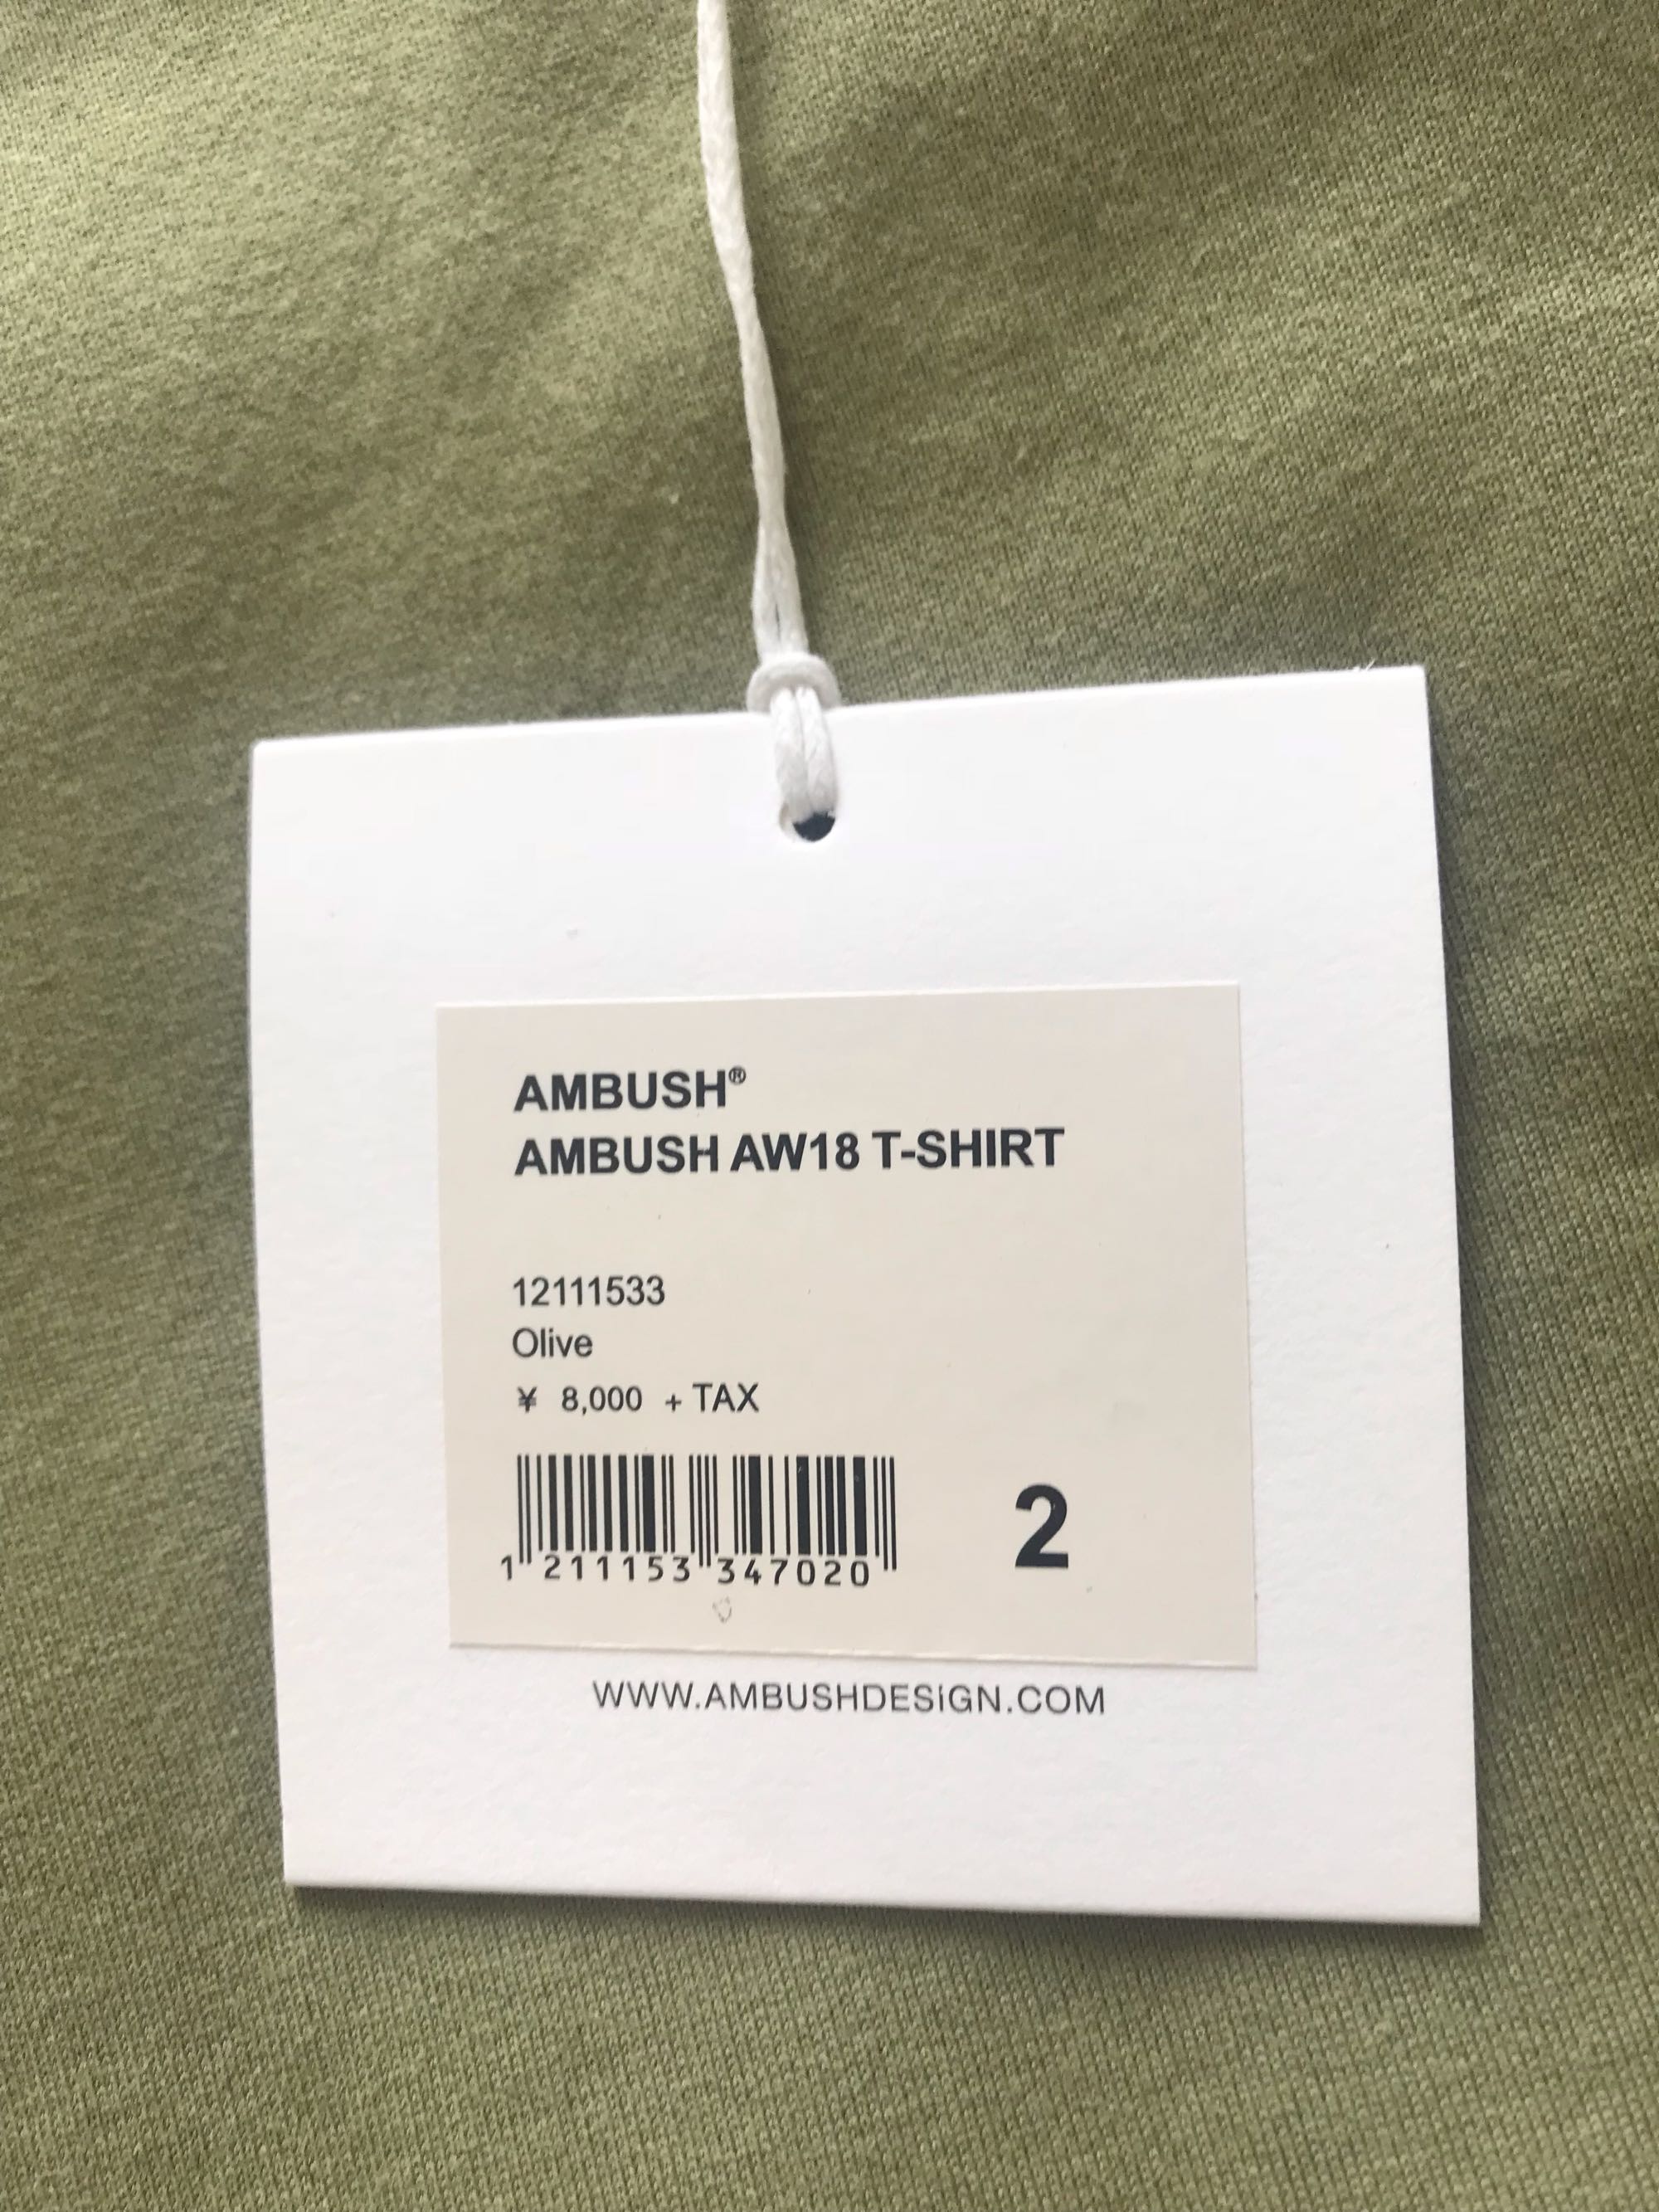 AMBUSH®
AMBUSH AW18 T-SHIRT
12111533
Olive
¥ 8,000 + TAX
1 211153 347020
2
WWW.AMBUSHDESIGN.COM